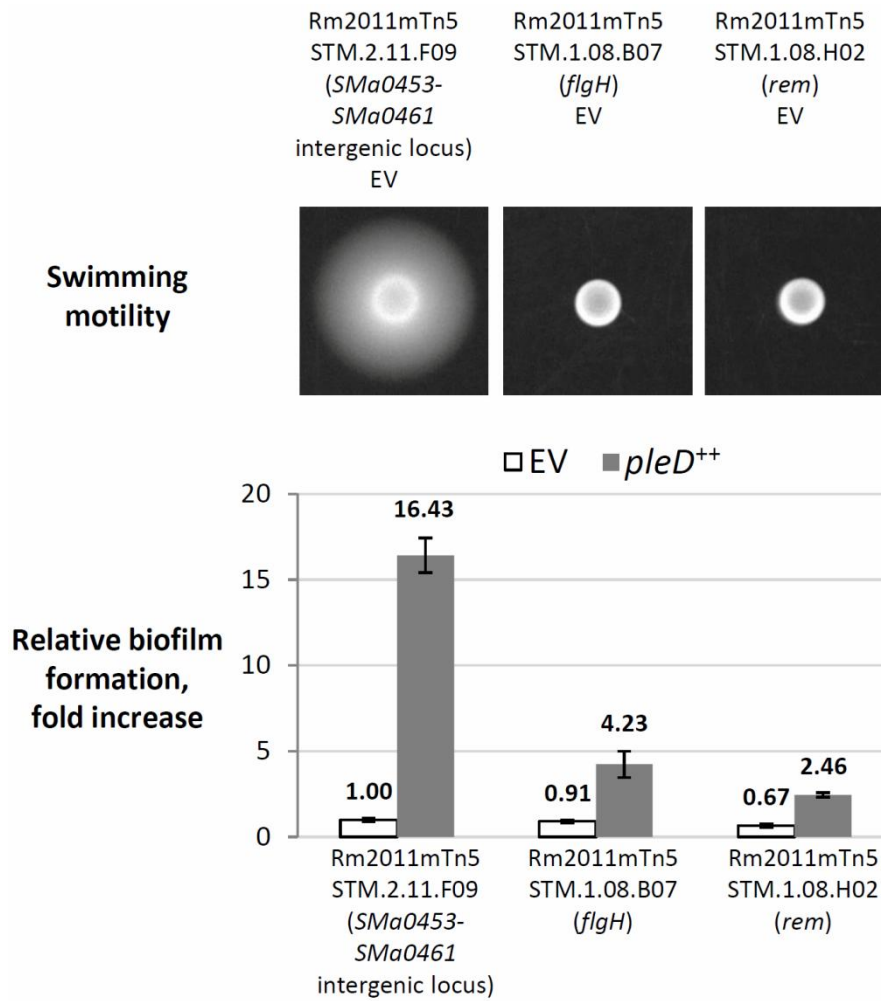 Rm2011mTn5
STM.2.11.F09
(SMa0453-
SMa0461
intergenic locus)
EV
Rm2011mTn5
STM.1.08.B07
(flgH)
EV
Rm2011mTn5
STM.1.08.H02
(rem)
EV
Swimming
motility
EV
pleD++
Relative biofilm
formation,
fold increase
20
15
10
5
0
1.00
16.43
0.91
4.23
0.67
2.46
Rm2011mTn5
STM.2.11.F09
(SMa0453-
SMa0461
intergenic locus)
Rm2011mTn5
STM.1.08.B07
(flgH)
Rm2011mTn5
STM.1.08.H02
(rem)